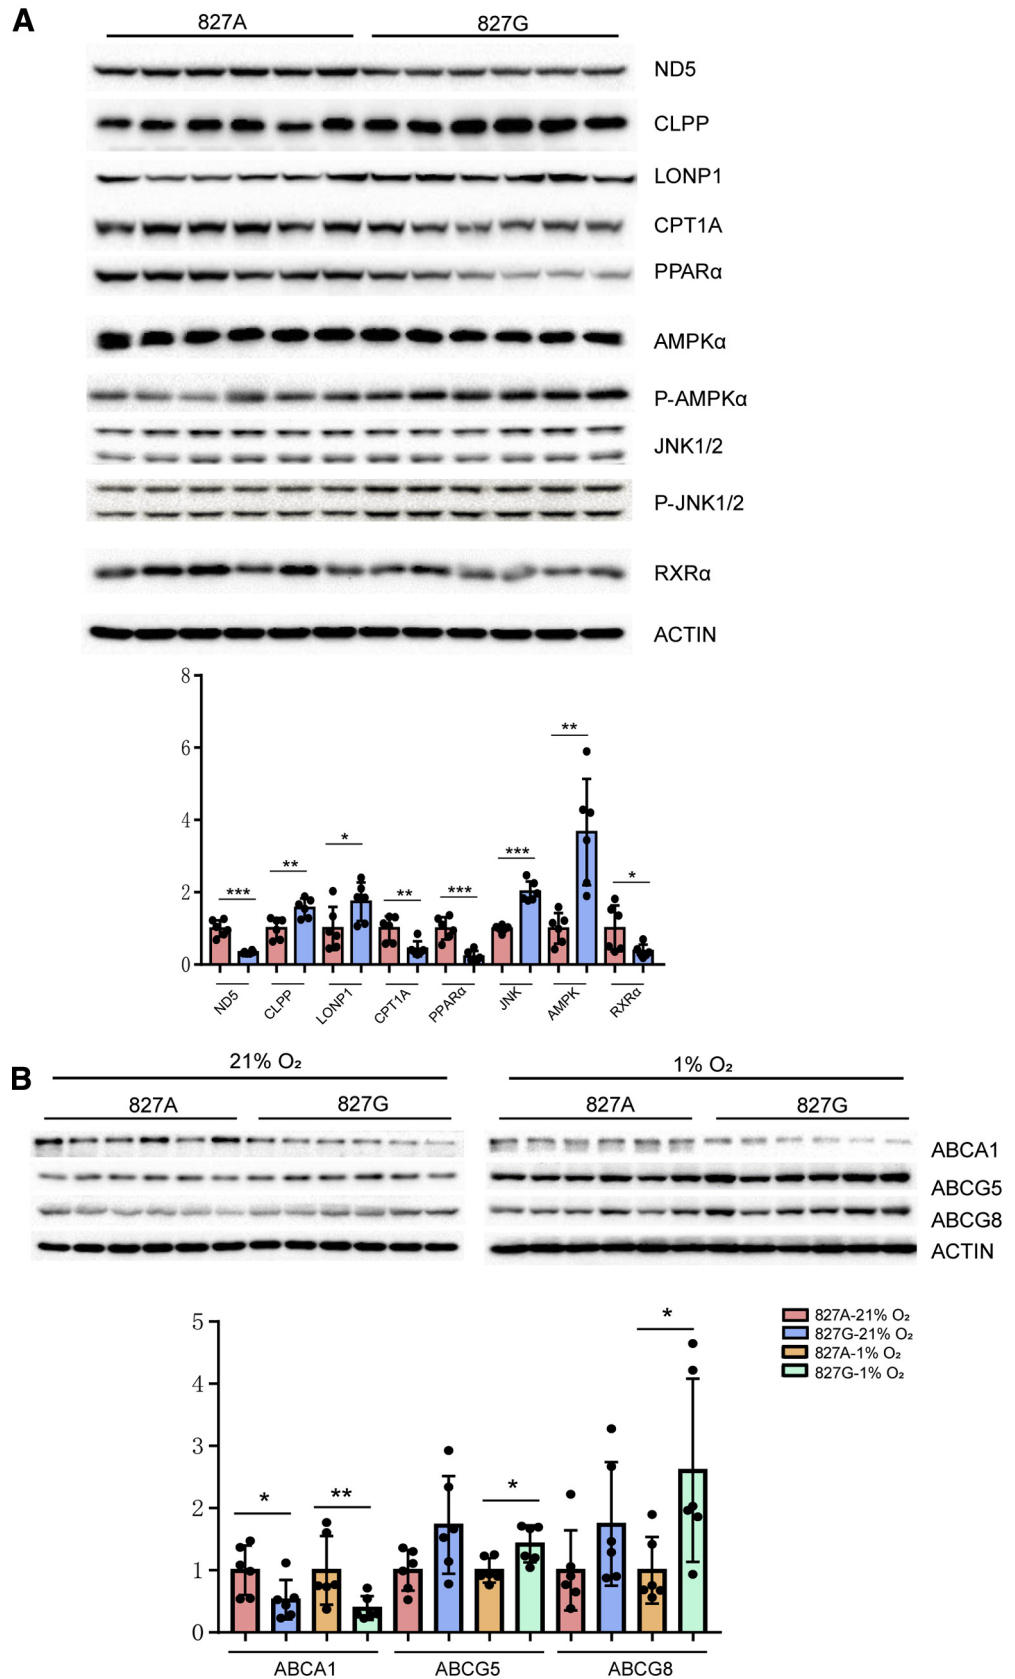 A
827A 827G
ND5
CLPP
LONP1
CPT1A
PPARα
AMPKα
P-AMPKα
JNK1/2
P-JNK1/2
RXRα
ACTIN
8
6
4
2
0
*** ** * ** *** *** ** *
ND5 CLPP LONP1 CPT1A PPARα JNK AMPK RXRα
B
21% O₂ 1% O₂
827A 827G 827A 827G
ABCA1
ABCG5
ABCG8
ACTIN
5
4
3
2
1
0
* ** * *
827A-21% O₂
827G-21% O₂
827A-1% O₂
827G-1% O₂
ABCA1 ABCG5 ABCG8